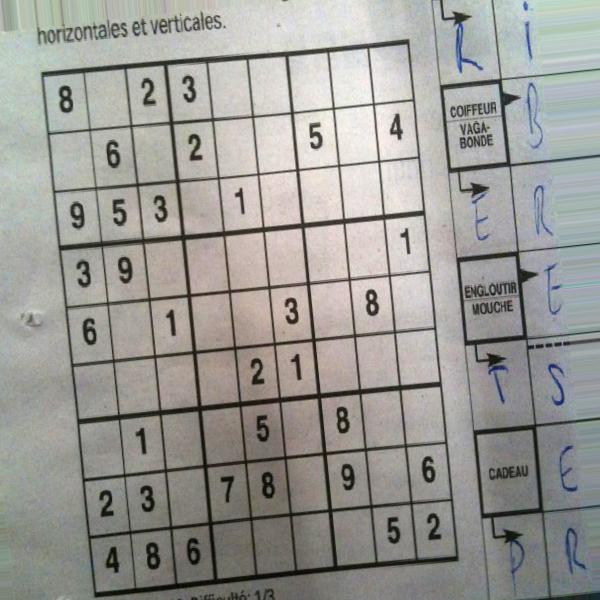 horizontales et verticales.
8 2 3
6 2 5 4
9 5 3 1
3 9 1
6 1 3 8
2 1
1 5 8
2 3 7 8 9 6
4 8 6 5 2
Difficulté: 1/3
R I
COIFFEUR
VAGA-
BONDE
B
E R
ENGLOUTIR
MOUCHE
E
T S
CADEAU
E
R